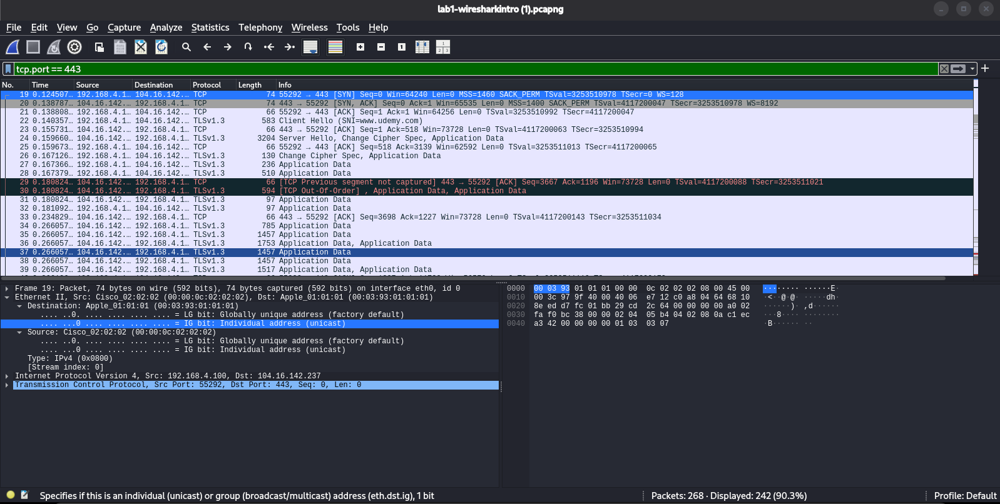 lab1-wiresharkintro (1).pcapng
File Edit View Go Capture Analyze Statistics Telephony Wireless Tools Help
tcp.port == 443
No. Time Source Destination Protocol Length Info
19 0.124507… 192.168.4.1… 104.16.142.… TCP 74 55292 → 443 [SYN] Seq=0 Win=64240 Len=0 MSS=1460 SACK_PERM TSval=3253510978 TSecr=0 WS=128
20 0.138787… 104.16.142.… 192.168.4.1… TCP 74 443 → 55292 [SYN, ACK] Seq=0 Ack=1 Win=65535 Len=0 MSS=1400 SACK_PERM TSval=4117200047 TSecr=3253510978 WS=8192
21 0.138808… 192.168.4.1… 104.16.142.… TCP 66 55292 → 443 [ACK] Seq=1 Ack=1 Win=64256 Len=0 TSval=3253510992 TSecr=4117200047
22 0.140357… 192.168.4.1… 104.16.142.… TLSv1.3 583 Client Hello (SNI=www.udemy.com)
23 0.155731… 104.16.142.… 192.168.4.1… TCP 66 443 → 55292 [ACK] Seq=1 Ack=518 Win=73728 Len=0 TSval=4117200063 TSecr=3253510994
24 0.159660… 104.16.142.… 192.168.4.1… TLSv1.3 3204 Server Hello, Change Cipher Spec, Application Data
25 0.159673… 192.168.4.1… 104.16.142.… TCP 66 55292 → 443 [ACK] Seq=518 Ack=3139 Win=62592 Len=0 TSval=3253511013 TSecr=4117200065
26 0.167126… 192.168.4.1… 104.16.142.… TLSv1.3 130 Change Cipher Spec, Application Data
27 0.167366… 192.168.4.1… 104.16.142.… TLSv1.3 236 Application Data
28 0.167379… 192.168.4.1… 104.16.142.… TLSv1.3 510 Application Data
29 0.180824… 104.16.142.… 192.168.4.1… TCP 66 [TCP Previous segment not captured] 443 → 55292 [ACK] Seq=3667 Ack=1196 Win=73728 Len=0 TSval=4117200088 TSecr=3253511021
30 0.180824… 104.16.142.… 192.168.4.1… TLSv1.3 594 [TCP Out-Of-Order] , Application Data, Application Data
31 0.180824… 104.16.142.… 192.168.4.1… TLSv1.3 97 Application Data
32 0.181092… 192.168.4.1… 104.16.142.… TLSv1.3 97 Application Data
33 0.234829… 104.16.142.… 192.168.4.1… TCP 66 443 → 55292 [ACK] Seq=3698 Ack=1227 Win=73728 Len=0 TSval=4117200143 TSecr=3253511034
34 0.266057… 104.16.142.… 192.168.4.1… TLSv1.3 785 Application Data
35 0.266057… 104.16.142.… 192.168.4.1… TLSv1.3 1457 Application Data
36 0.266057… 104.16.142.… 192.168.4.1… TLSv1.3 1753 Application Data, Application Data
37 0.266057… 104.16.142.… 192.168.4.1… TLSv1.3 1457 Application Data
38 0.266057… 104.16.142.… 192.168.4.1… TLSv1.3 1457 Application Data
39 0.266057… 104.16.142.… 192.168.4.1… TLSv1.3 1517 Application Data, Application Data
Frame 19: Packet, 74 bytes on wire (592 bits), 74 bytes captured (592 bits) on interface eth0, id 0
Ethernet II, Src: Cisco_02:02:02 (00:00:0c:02:02:02), Dst: Apple_01:01:01 (00:03:93:01:01:01)
Destination: Apple_01:01:01 (00:03:93:01:01:01)
.... ..0. .... .... .... .... = LG bit: Globally unique address (factory default)
.... ...0 .... .... .... .... = IG bit: Individual address (unicast)
Source: Cisco_02:02:02 (00:00:0c:02:02:02)
.... ..0. .... .... .... .... = LG bit: Globally unique address (factory default)
.... ...0 .... .... .... .... = IG bit: Individual address (unicast)
Type: IPv4 (0x0800)
[Stream index: 0]
Internet Protocol Version 4, Src: 192.168.4.100, Dst: 104.16.142.237
Transmission Control Protocol, Src Port: 55292, Dst Port: 443, Seq: 0, Len: 0
0000 00 03 93 01 01 01 00 00 0c 02 02 02 08 00 45 00 ········ ······E·
0010 00 3c 97 9f 40 00 40 06 e7 12 c0 a8 04 64 68 10 ·<··@·@· ·····dh·
0020 8e ed d7 fc 01 bb 29 cd 2c 64 00 00 00 00 a0 02 ······)· ,d······
0030 fa f0 bc 38 00 00 02 04 05 b4 04 02 08 0a c1 ec ···8···· ········
0040 a3 42 00 00 00 00 01 03 03 07 ·B······ ··
Specifies if this is an individual (unicast) or group (broadcast/multicast) address (eth.dst.ig), 1 bit
Packets: 268 · Displayed: 242 (90.3%)
Profile: Default